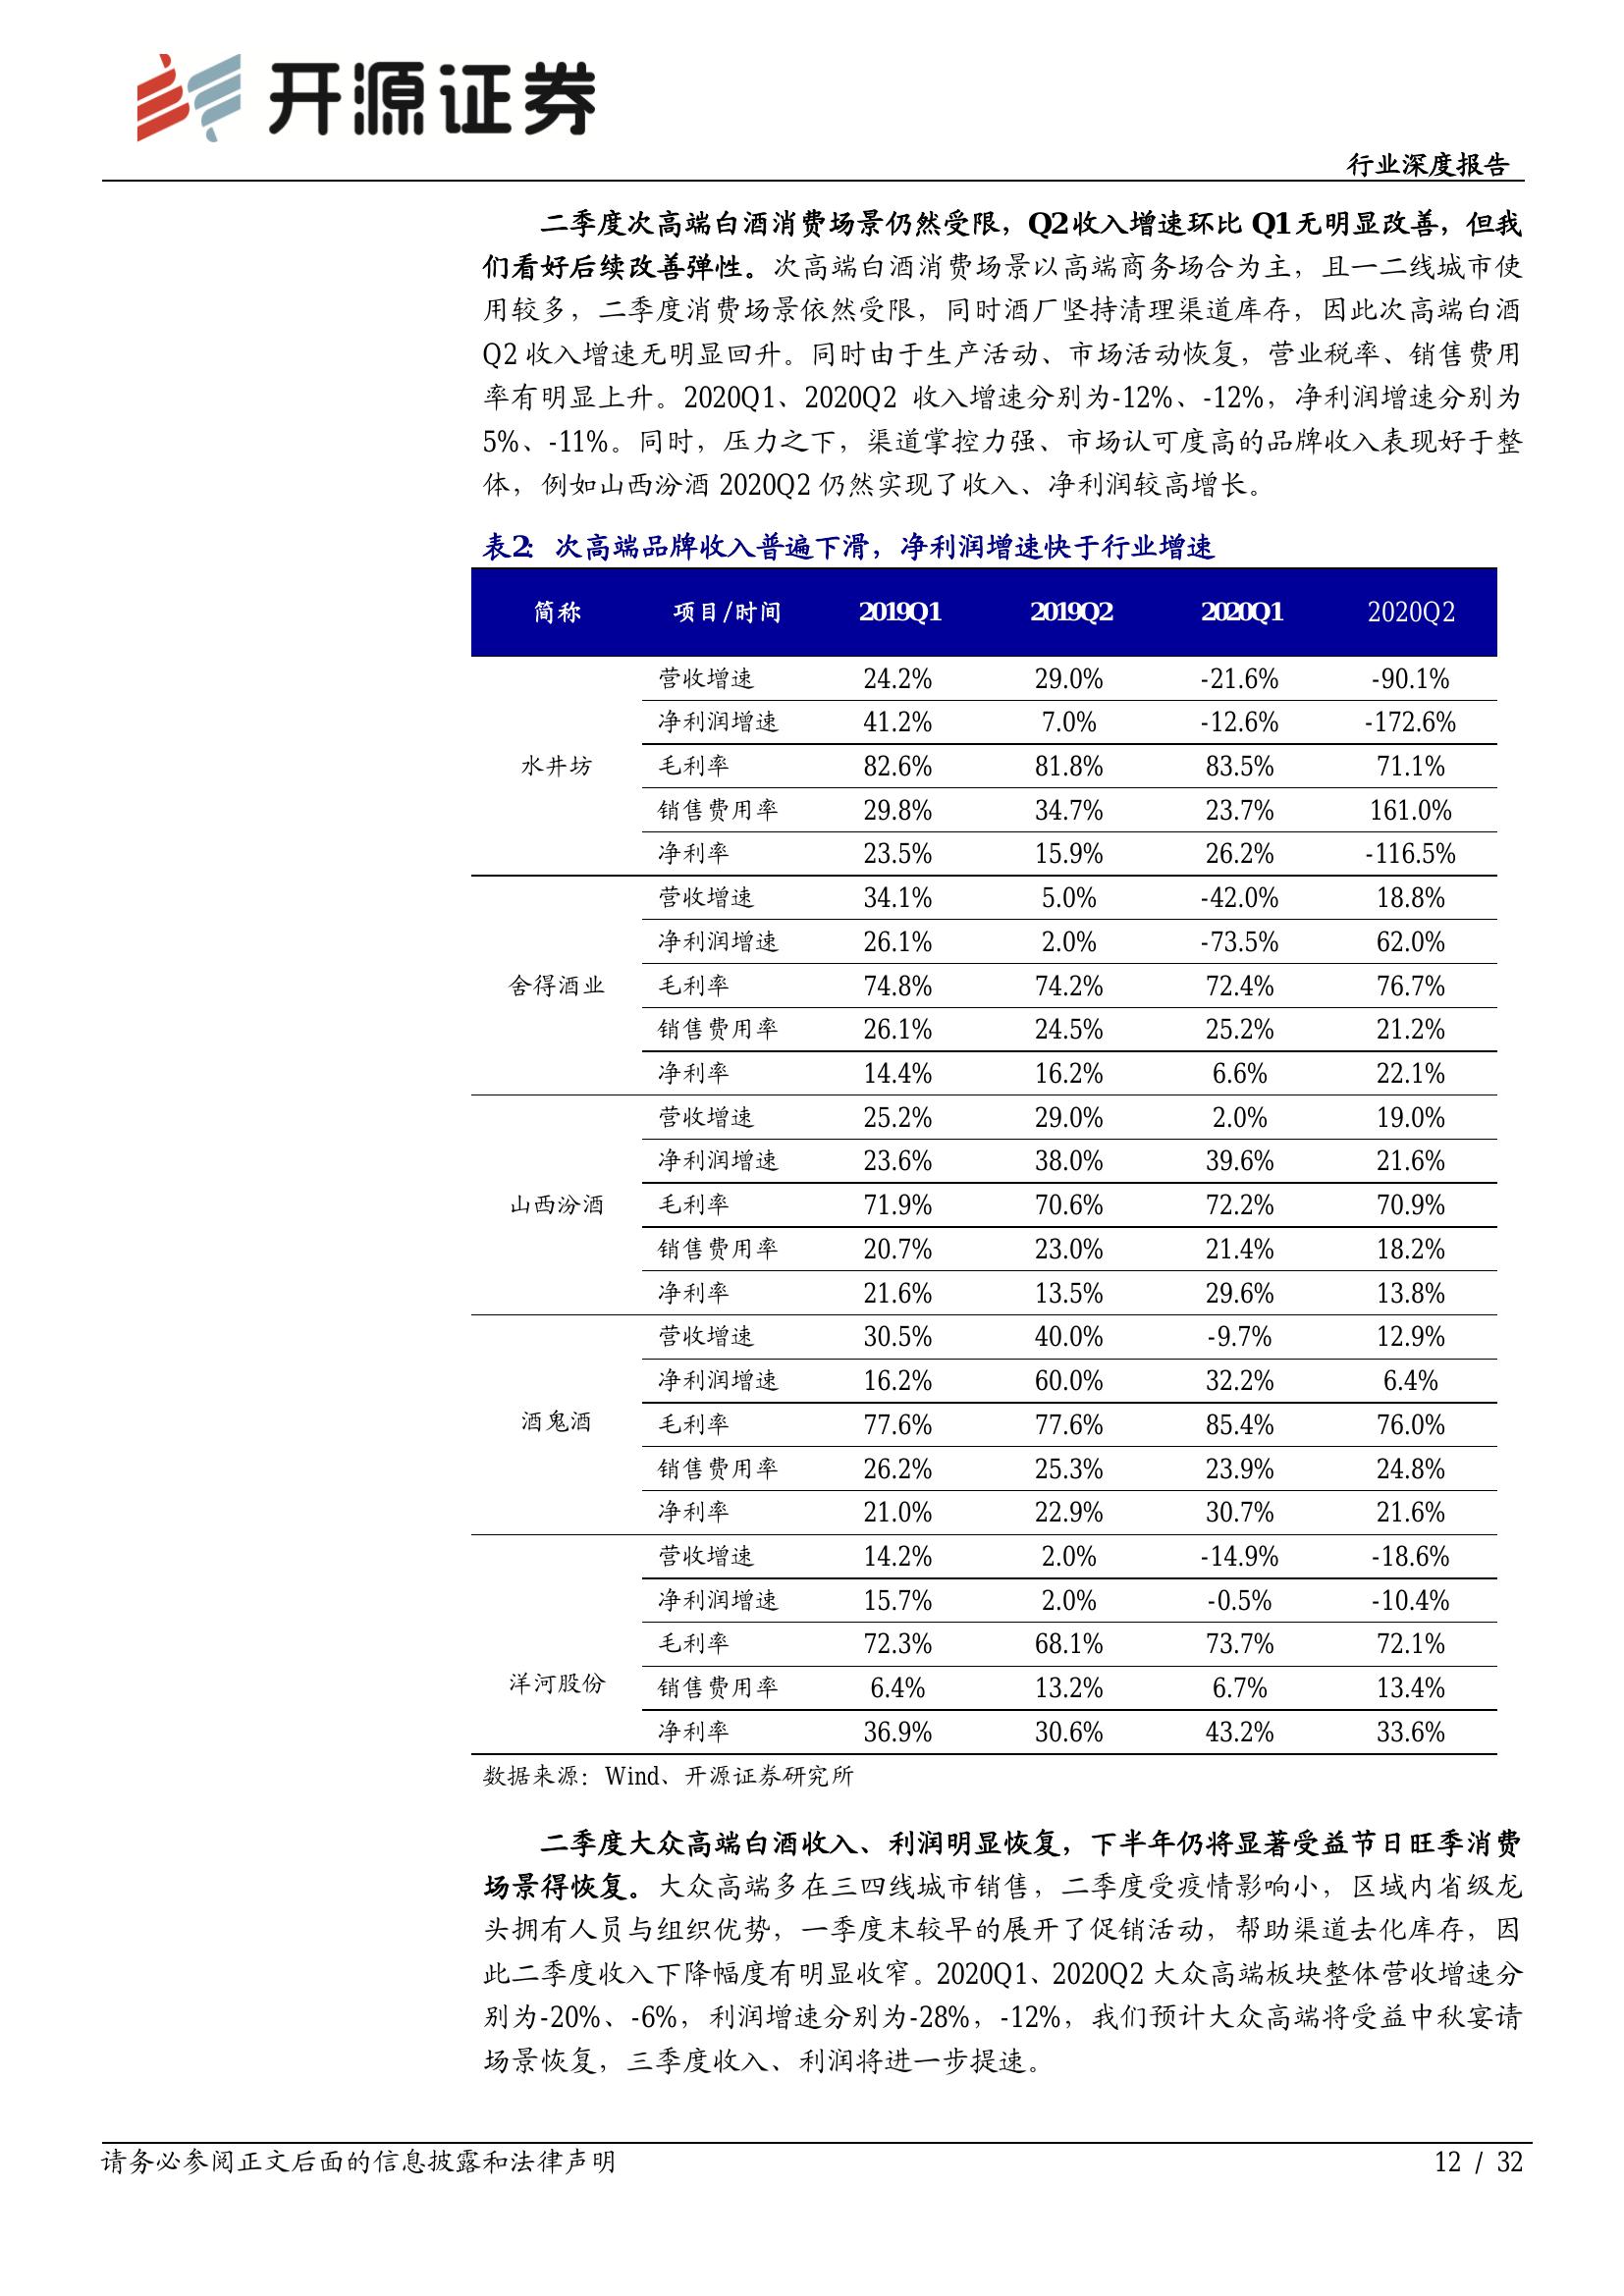 开源证券
行业深度报告
二季度次高端白酒消费场景仍然受限，Q2收入增速环比 Q1无明显改善，但我
们看好后续改善弹性。次高端白酒消费场景以高端商务场合为主，且一二线城市使
用较多，二季度消费场景依然受限，同时酒厂坚持清理渠道库存，因此次高端白酒
Q2 收入增速无明显回升。同时由于生产活动、市场活动恢复，营业税率、销售费用
率有明显上升。2020Q1、2020Q2 收入增速分别为-12%、-12%，净利润增速分别为
5%、-11%。同时，压力之下，渠道掌控力强、市场认可度高的品牌收入表现好于整
体，例如山西汾酒 2020Q2 仍然实现了收入、净利润较高增长。
表2：次高端品牌收入普遍下滑，净利润增速快于行业增速
简称 项目/时间 2019Q1 2019Q2 2020Q1 2020Q2
营收增速 24.2% 29.0% -21.6% -90.1%
净利润增速 41.2% 7.0% -12.6% -172.6%
水井坊 毛利率 82.6% 81.8% 83.5% 71.1%
销售费用率 29.8% 34.7% 23.7% 161.0%
净利率 23.5% 15.9% 26.2% -116.5%
营收增速 34.1% 5.0% -42.0% 18.8%
净利润增速 26.1% 2.0% -73.5% 62.0%
舍得酒业 毛利率 74.8% 74.2% 72.4% 76.7%
销售费用率 26.1% 24.5% 25.2% 21.2%
净利率 14.4% 16.2% 6.6% 22.1%
营收增速 25.2% 29.0% 2.0% 19.0%
净利润增速 23.6% 38.0% 39.6% 21.6%
山西汾酒 毛利率 71.9% 70.6% 72.2% 70.9%
销售费用率 20.7% 23.0% 21.4% 18.2%
净利率 21.6% 13.5% 29.6% 13.8%
营收增速 30.5% 40.0% -9.7% 12.9%
净利润增速 16.2% 60.0% 32.2% 6.4%
酒鬼酒 毛利率 77.6% 77.6% 85.4% 76.0%
销售费用率 26.2% 25.3% 23.9% 24.8%
净利率 21.0% 22.9% 30.7% 21.6%
营收增速 14.2% 2.0% -14.9% -18.6%
净利润增速 15.7% 2.0% -0.5% -10.4%
毛利率 72.3% 68.1% 73.7% 72.1%
洋河股份 销售费用率 6.4% 13.2% 6.7% 13.4%
净利率 36.9% 30.6% 43.2% 33.6%
数据来源：Wind、开源证券研究所
二季度大众高端白酒收入、利润明显恢复，下半年仍将显著受益节日旺季消费
场景得恢复。大众高端多在三四线城市销售，二季度受疫情影响小，区域内省级龙
头拥有人员与组织优势，一季度末较早的展开了促销活动，帮助渠道去化库存，因
此二季度收入下降幅度有明显收窄。2020Q1、2020Q2 大众高端板块整体营收增速分
别为-20%、-6%，利润增速分别为-28%，-12%，我们预计大众高端将受益中秋宴请
场景恢复，三季度收入、利润将进一步提速。
请务必参阅正文后面的信息披露和法律声明 12 / 32